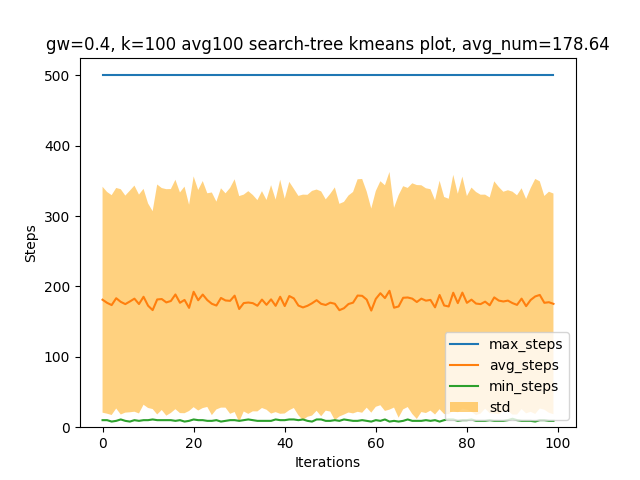 gw=0.4, k=100 avg100 search-tree kmeans plot, avg_num=178.64
500
400
300
200
100
0
Steps
0 20 40 60 80 100
Iterations
max_steps
avg_steps
min_steps
std